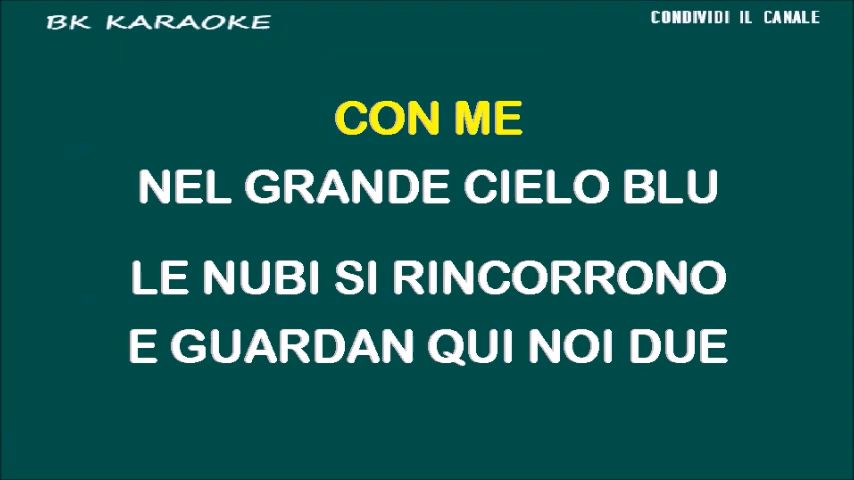 BK KARAOKE
CONDIVIDI IL CANALE
CON ME
NEL GRANDE CIELO BLU
LE NUBI SI RINCORRONO
E GUARDAN QUI NOI DUE